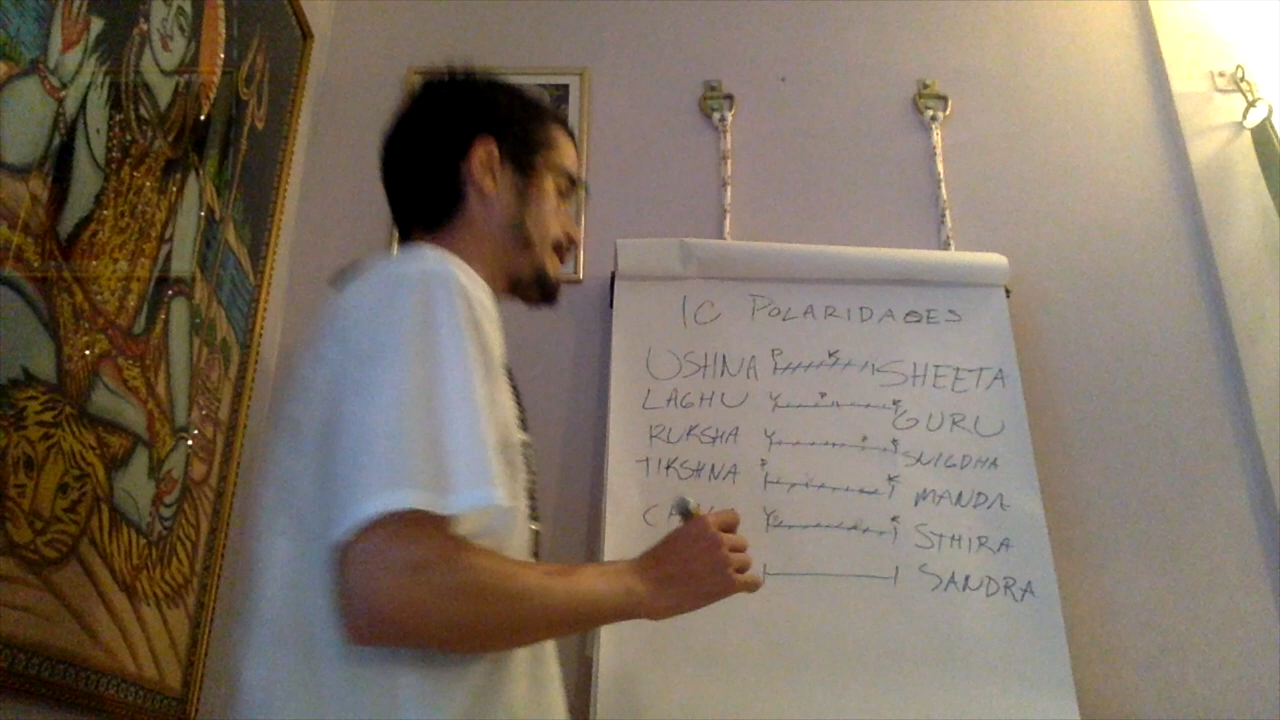 10 POLARIDADES
USHNA P K SHEETA
LAGHU V P K GURU
RUKSHA V P K SNIGDHA
TIKSHNA P K MANDA
V K STHIRA
SANDRA